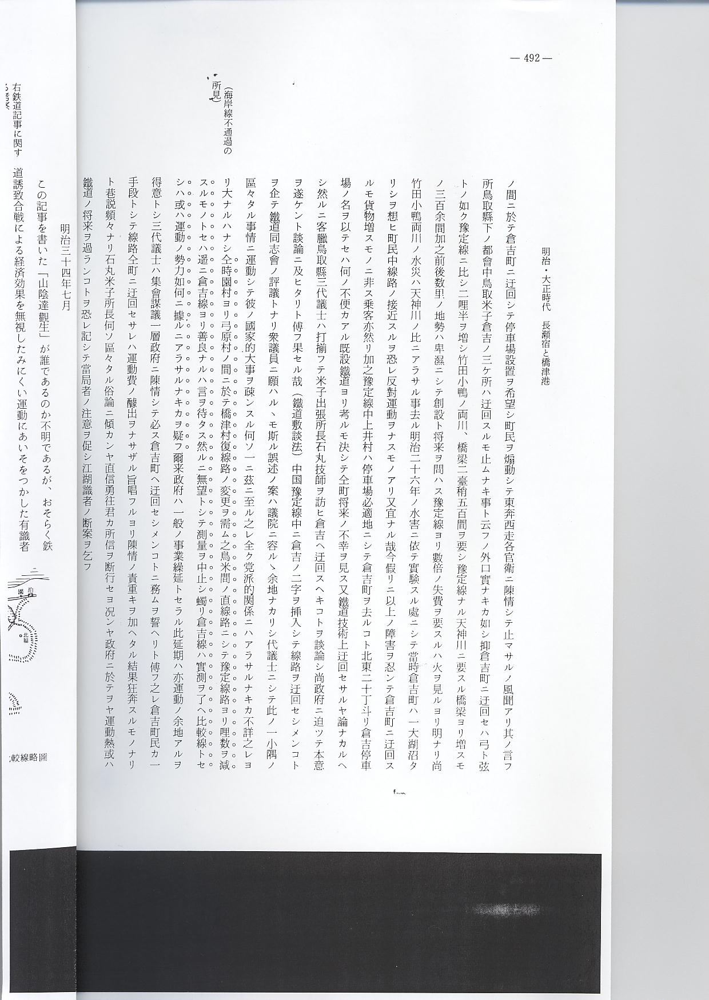 ― 492 ―
明治・大正時代　長瀬宿と橋津港
ノ間ニ於テ倉吉町ニ迂回シテ停車場設置ヲ希望シ町民ヲ煽動シテ東奔西走各官衛ニ陳情シテ止マサルノ風聞アリ其ノ言フ
所鳥取縣下ノ都會中鳥取米子倉吉ノ三ケ所ハ迂回スルモ止ムナキ事ト云フノ外口實ナキカ如シ抑倉吉町ニ迂回セハ弓ト弦
トノ如ク豫定線ニ比シ二哩半ヲ増シ竹田小鴨ノ両川、橋梁二臺稍五百間ヲ要シ豫定線ナル天神川ニ要スル橋梁ヨリ増スモ
ノ三百余間加之前後数里ノ地勢ハ卑濕ニシテ創設ト将来ヲ問ハス豫定線ヨリ數倍ノ失費ヲ要スルハ火ヲ見ルヨリ明ナリ尚
竹田小鴨両川ノ水災ハ天神川ノ比ニアラサル事去ル明治二十六年ノ水害ニ依テ實験スル處ニシテ當時倉吉町ハ一大湖沼タ
リシヲ想ヒ町民中線路ノ接近スルヲ恐レ反對運動ヲナスモノアリ又宜ナル哉今假リニ以上ノ障害ヲ忍ンテ倉吉町ニ迂回ス
ルモ貨物増スモノニ非ス乗客亦然リ加之豫定線中上井村ハ停車場必適地ニシテ倉吉町ヲ去ルコト北東二十丁斗リ倉吉停車
場ノ名ヲ以テセハ何ノ不便カアル既設鐵道ヨリ考ルモ決シテ仝町将来ノ不幸ヲ見ス又鐵道技術上迂回セサルヤ論ナカルヘ
シ然ルニ客臘鳥取縣三代議士ハ打揃フテ米子出張所長石丸技師ヲ訪ヒ倉吉ヘ迂回スヘキコトヲ談論シ尚政府ニ迫ツテ本意
ヲ遂ケント談論ニ及ヒタリト傳フ果セル哉（鐵道敷談法）中国豫定線中ニ倉吉ノ二字ヲ挿入シテ線路ヲ迂回セシメンコト
ヲ企テ鐵道同志會ノ評議トナリ衆議員ニ願ハルヽモ斯ル誤述ノ案ハ議院ニ容ルヽ余地ナカリシ代議士ニシテ此ノ一小隅ノ
區々タル事情ニ運動シテ彼ノ國家的大事ヲ疎ンスル何ソ一ニ茲ニ至ル之レ全ク党派的関係ニハアラサルナキカ不詳之レヨ
（海岸線不通過の
所見）
リ大ナルハナシ仝時園村ヨリ弓原村ノ間ニ於テ橋津村復線路ノ変更ヲ需ム之鳥米間ノ直線路ニシテ豫定線路ヨリ哩数ヲ減
スルモノトセハ遥ニ倉吉線ヨリ善良ナルハ言ヲ待タス然ルニ無望トシテ測量ヲ中止シ蠲リ倉吉線ハ實測ヲ了ヘ比較線トセ
シハ或ハ運動ノ勢力如何ニ據ルニアラサルナキカヲ疑フ爾来政府ハ一般ノ事業繰延トセラル此延期ハ亦運動ノ余地アルヲ
得意トシ三代議士ハ集會謀議一層政府ニ陳情シテ必ス倉吉町ヘ迂回セシメンコトニ務ムヲ誓ヘリト傳フ之レ倉吉町民カ一
手段トシテ線路仝町ニ迂回セサレハ運動費ノ醵出ヲナサザル旨唱フルヨリ陳情ノ責重キヲ加ヘタル結果狂奔スルモノナリ
ト巷説頻々ナリ石丸米子所長何ソ區々タル俗論ニ傾カンヤ直信勇往君カ所信ヲ断行セヨ況ンヤ政府ニ於テヲヤ運動熱或ハ
鐵道ノ将来ヲ過ランコトヲ恐レ記シテ當局者ノ注意ヲ促シ江湖識者ノ断案ヲ乞フ
明治三十四年七月
この記事を書いた「山陰達觀生」が誰であるのか不明であるが、おそらく鉄
右鉄道記事に関す
道誘致合戦による経済効果を無視したみにくい運動にあいそをつかした有識者
泊
園
北福
較線略圖